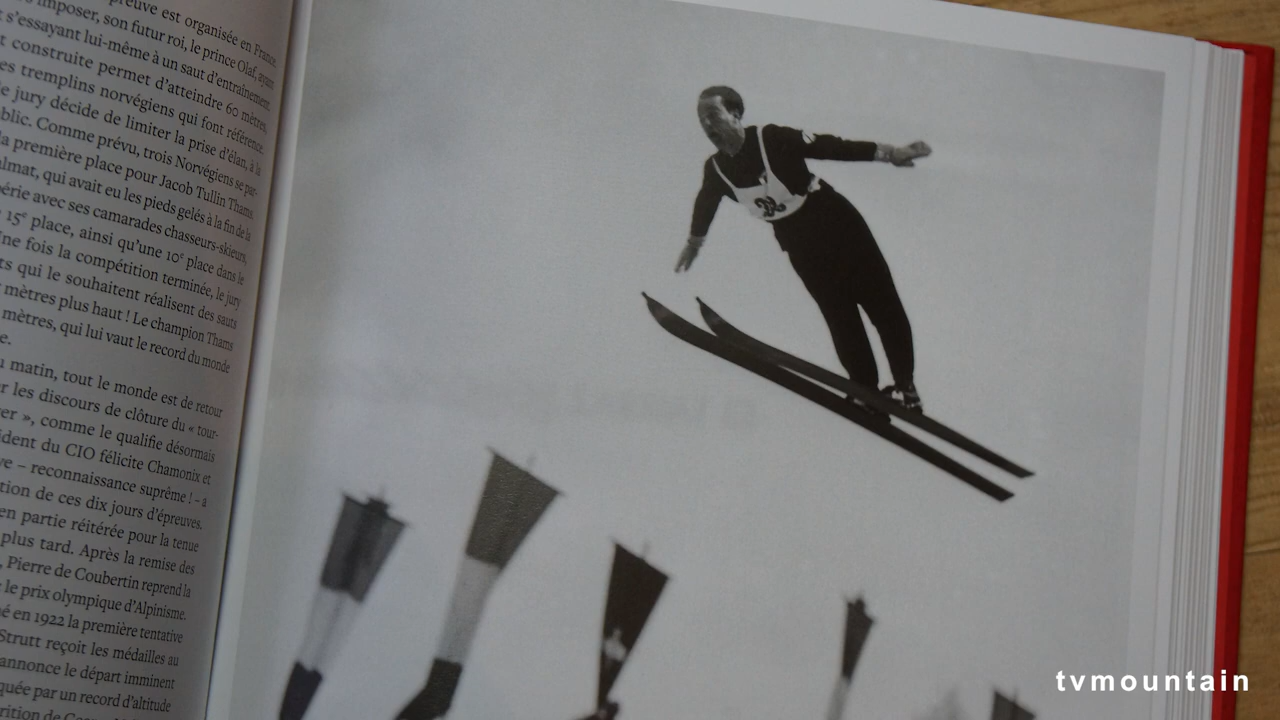 preuve est organisée en France.
imposer, son futur roi, le prince Olaf, ayant
s'essayant lui-même à un saut d'entraînement.
construite permet d'atteindre 60 mètres,
es tremplins norvégiens qui font référence.
e jury décide de limiter la prise d'élan, à la
blic. Comme prévu, trois Norvégiens se par-
la première place pour Jacob Tullin Thams.
almat, qui avait eu les pieds gelés à la fin de la
érie avec ses camarades chasseurs-skieurs,
15e place, ainsi qu'une 10e place dans le
Une fois la compétition terminée, le jury
ts qui le souhaitent réalisent des sauts
mètres plus haut ! Le champion Thams
mètres, qui lui vaut le record du monde
e.
u matin, tout le monde est de retour
ur les discours de clôture du « tour-
er », comme le qualifie désormais
ident du CIO félicite Chamonix et
ve – reconnaissance suprême ! – a
tion de ces dix jours d'épreuves.
en partie réitérée pour la tenue
plus tard. Après la remise des
, Pierre de Coubertin reprend la
le prix olympique d'Alpinisme.
é en 1922 la première tentative
Strutt reçoit les médailles au
annonce le départ imminent
quée par un record d'altitude
tvmountain